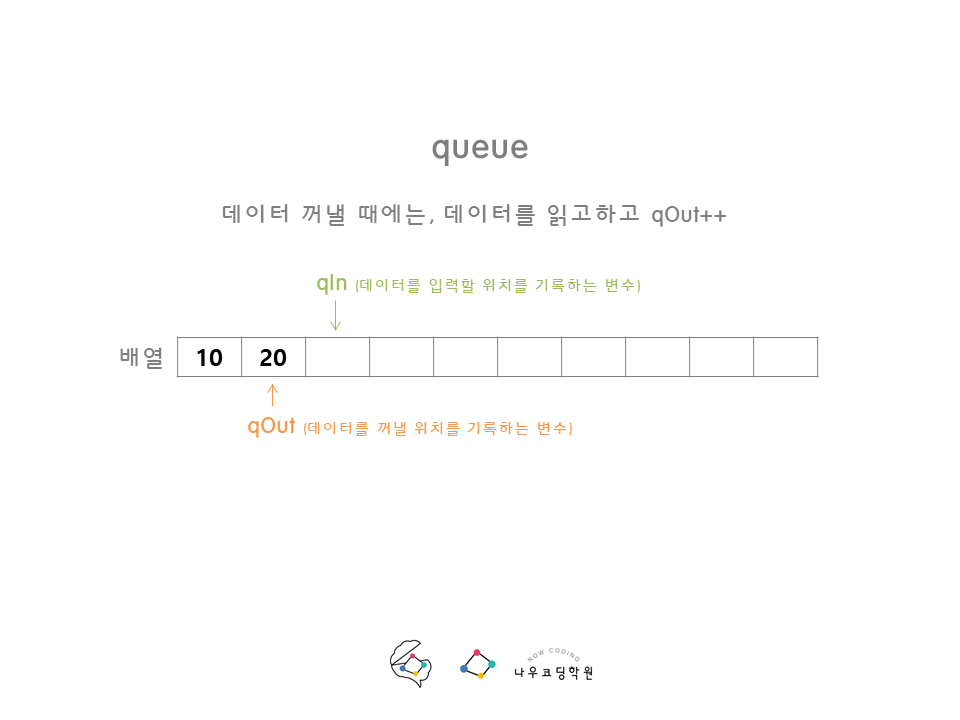 queue
데이터 꺼낼 때에는, 데이터를 읽고하고 qOut++
qIn (데이터를 입력할 위치를 기록하는 변수)
배열 10 20
qOut (데이터를 꺼낼 위치를 기록하는 변수)
NOW CODING
나우코딩학원